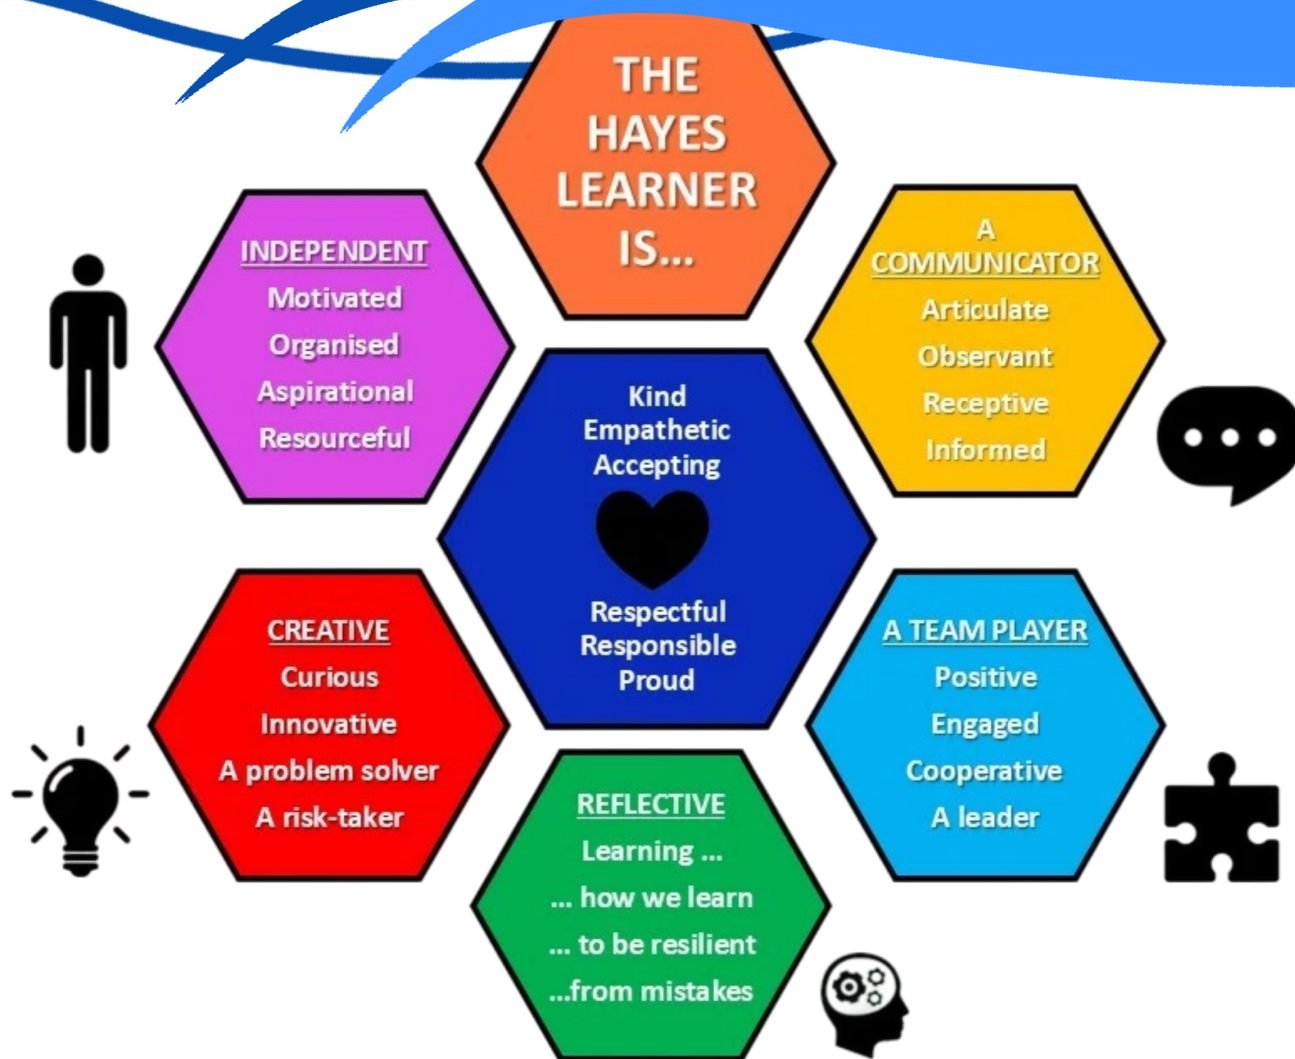 THE
HAYES
LEARNER
IS...
INDEPENDENT
Motivated
Organised
Aspirational
Resourceful
A
COMMUNICATOR
Articulate
Observant
Receptive
Informed
Kind
Empathetic
Accepting
Respectful
Responsible
Proud
CREATIVE
Curious
Innovative
A problem solver
A risk-taker
A TEAM PLAYER
Positive
Engaged
Cooperative
A leader
REFLECTIVE
Learning ...
... how we learn
... to be resilient
...from mistakes